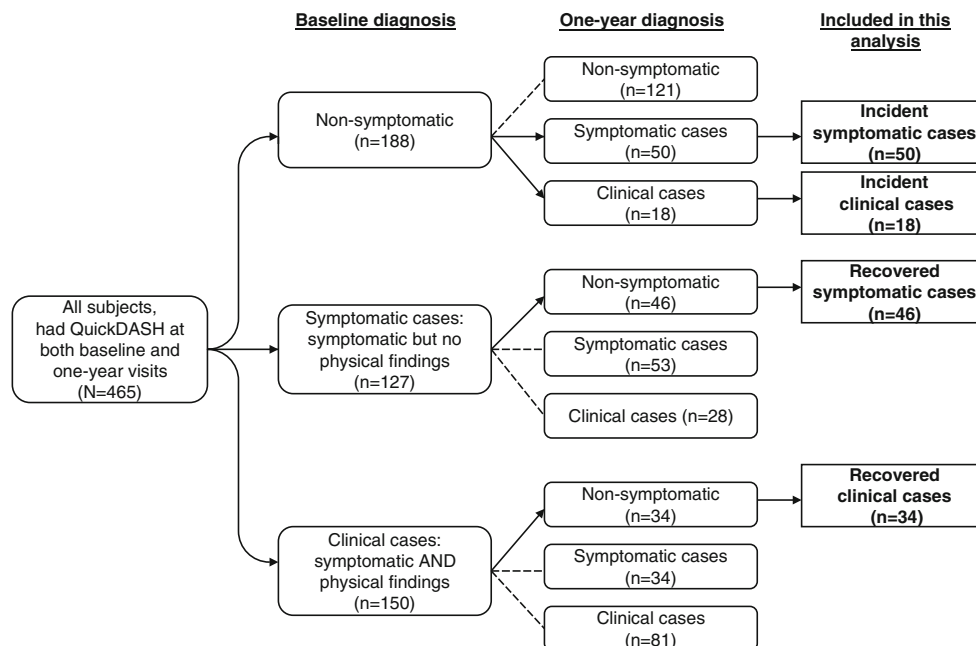 Baseline diagnosis
One-year diagnosis
Included in this
analysis
All subjects,
had QuickDASH at
both baseline and
one-year visits
(N=465)
Non-symptomatic
(n=188)
Non-symptomatic
(n=121)
Symptomatic cases
(n=50)
Incident
symptomatic cases
(n=50)
Clinical cases
(n=18)
Incident
clinical cases
(n=18)
Symptomatic cases:
symptomatic but no
physical findings
(n=127)
Non-symptomatic
(n=46)
Recovered
symptomatic cases
(n=46)
Symptomatic cases
(n=53)
Clinical cases (n=28)
Clinical cases:
symptomatic AND
physical findings
(n=150)
Non-symptomatic
(n=34)
Recovered
clinical cases
(n=34)
Symptomatic cases
(n=34)
Clinical cases
(n=81)